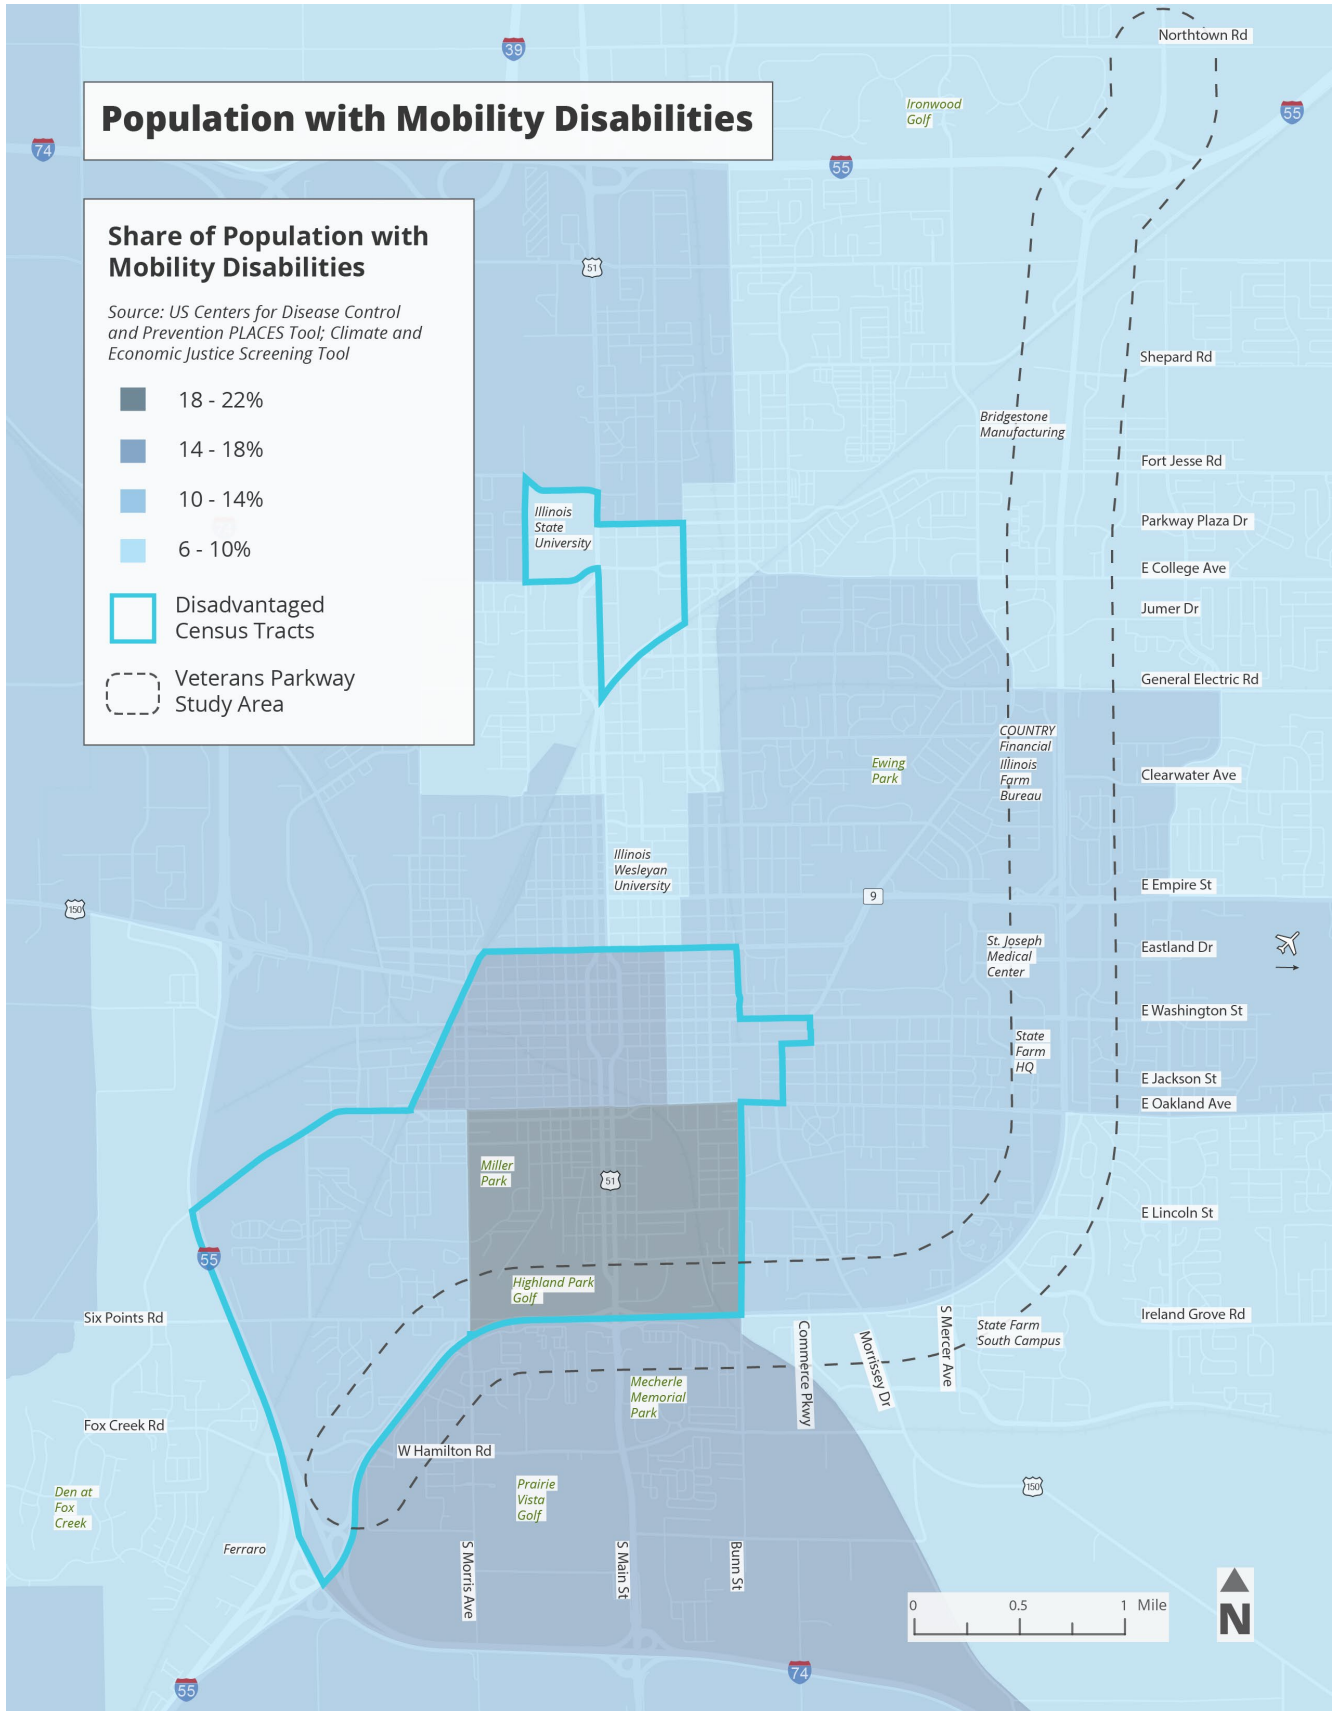 39
Northtown Rd
Population with Mobility Disabilities
Ironwood
Golf
55
74
55
Share of Population with
Mobility Disabilities
Source: US Centers for Disease Control
and Prevention PLACES Tool; Climate and
Economic Justice Screening Tool
18 - 22%
14 - 18%
10 - 14%
6 - 10%
Disadvantaged
Census Tracts
Veterans Parkway
Study Area
51
Shepard Rd
Bridgestone
Manufacturing
Fort Jesse Rd
Illinois
State
University
Parkway Plaza Dr
E College Ave
Jumer Dr
General Electric Rd
COUNTRY
Financial
Illinois
Farm
Bureau
Ewing
Park
Clearwater Ave
Illinois
Wesleyan
University
E Empire St
9
150
St. Joseph
Medical
Center
Eastland Dr
E Washington St
State
Farm
HQ
E Jackson St
E Oakland Ave
Miller
Park
51
E Lincoln St
55
Highland Park
Golf
Six Points Rd
Ireland Grove Rd
State Farm
South Campus
S Mercer Ave
Morrissey Dr
Commerce Pkwy
Mecherle
Memorial
Park
Fox Creek Rd
W Hamilton Rd
Prairie
Vista
Golf
Den at
Fox
Creek
150
Ferraro
S Morris Ave
S Main St
Bunn St
0 0.5 1 Mile
N
74
55